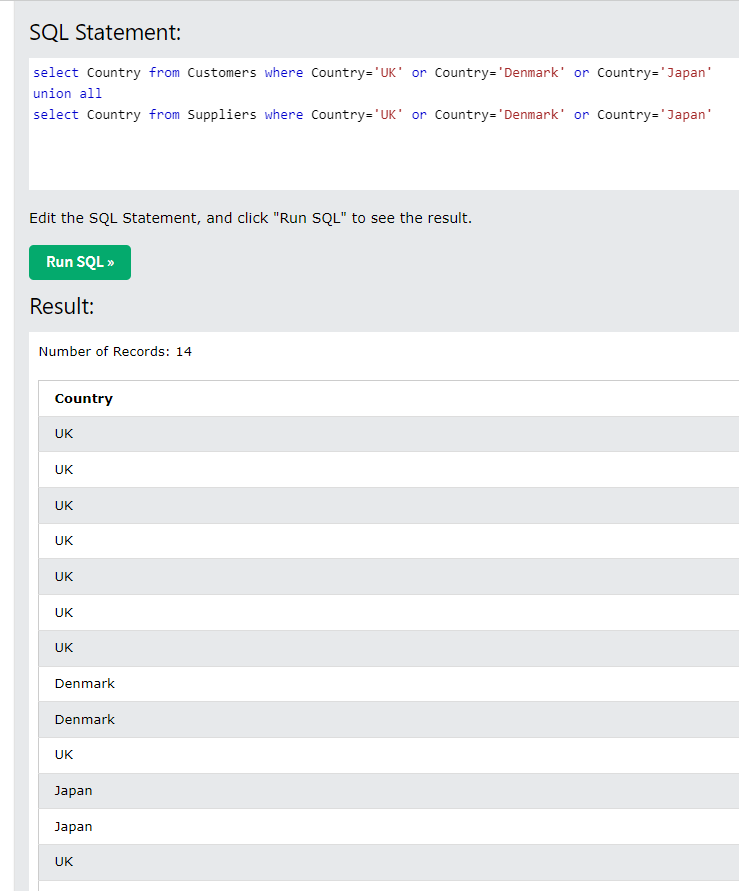 SQL Statement:
select Country from Customers where Country='UK' or Country='Denmark' or Country='Japan'
union all
select Country from Suppliers where Country='UK' or Country='Denmark' or Country='Japan'
Edit the SQL Statement, and click "Run SQL" to see the result.
Run SQL »
Result:
Number of Records: 14
Country
UK
UK
UK
UK
UK
UK
UK
Denmark
Denmark
UK
Japan
Japan
UK